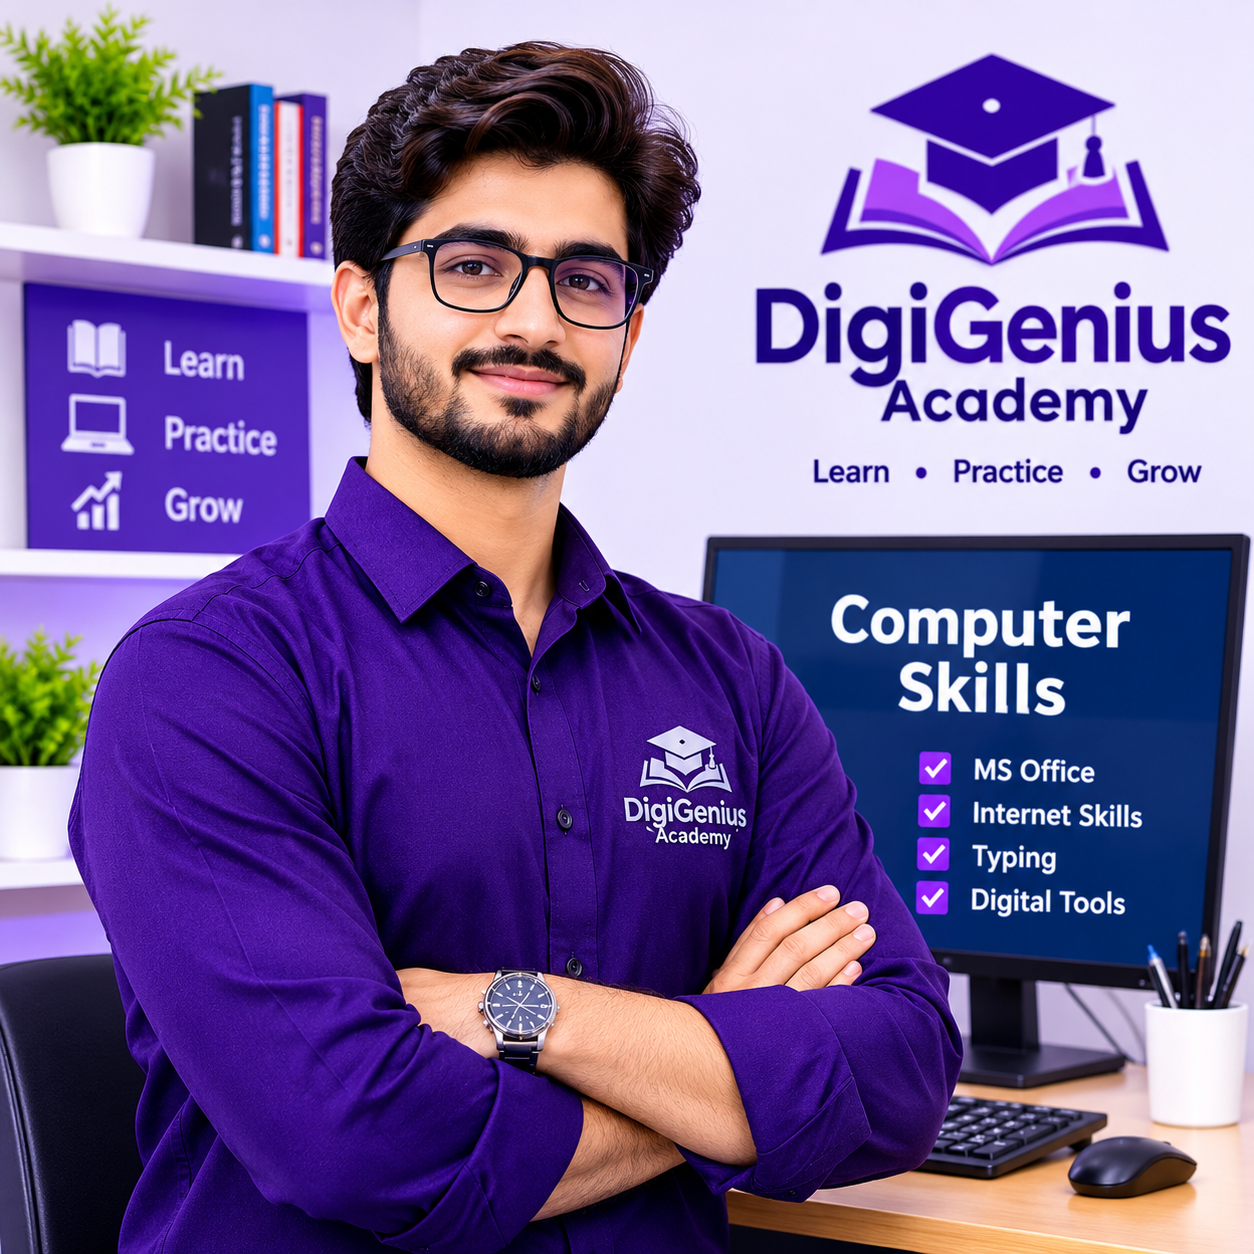 Learn
Practice
Grow
DigiGenius
Academy
Learn • Practice • Grow
Computer
Skills
MS Office
Internet Skills
Typing
Digital Tools
DigiGenius
Academy